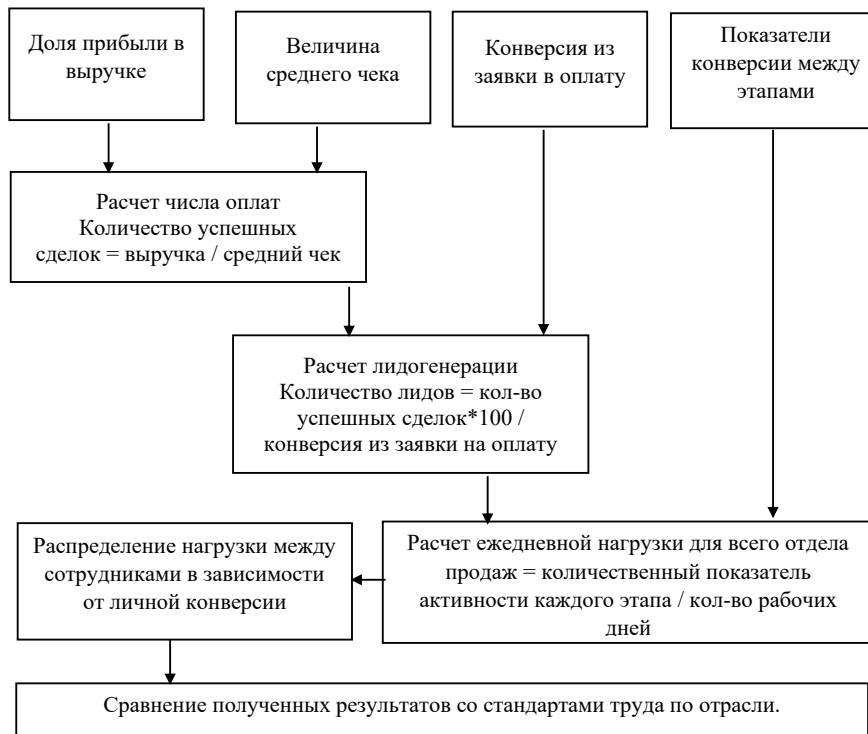 Доля прибыли в
выручке
Величина
среднего чека
Конверсия из
заявки в оплату
Показатели
конверсии между
этапами
Расчет числа оплат
Количество успешных
сделок = выручка / средний чек
Расчет лидогенерации
Количество лидов = кол-во
успешных сделок*100 /
конверсия из заявки на оплату
Распределение нагрузки между
сотрудниками в зависимости
от личной конверсии
Расчет ежедневной нагрузки для всего отдела
продаж = количественный показатель
активности каждого этапа / кол-во рабочих
дней
Сравнение полученных результатов со стандартами труда по отрасли.